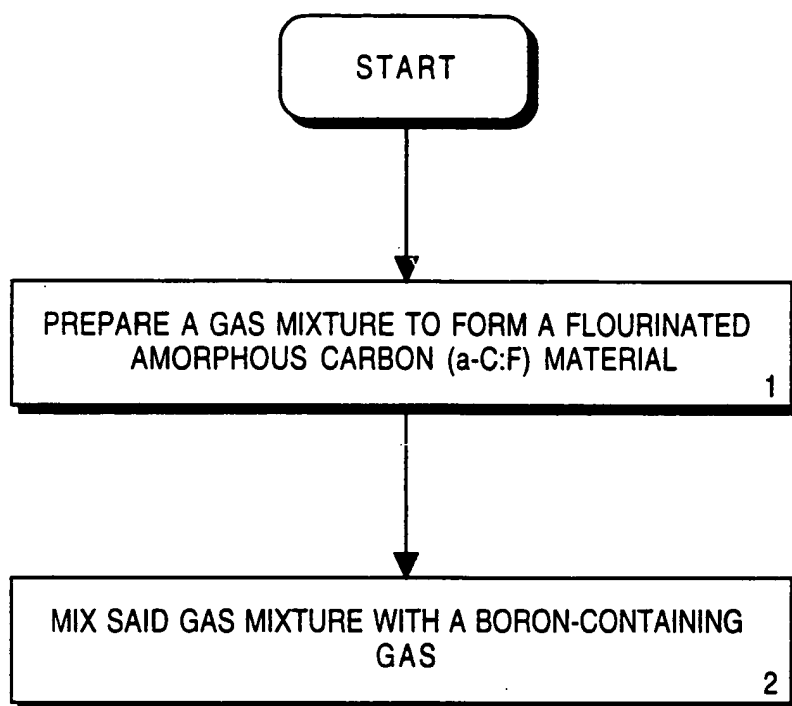 START
PREPARE A GAS MIXTURE TO FORM A FLOURINATED
AMORPHOUS CARBON (a-C:F) MATERIAL
1
MIX SAID GAS MIXTURE WITH A BORON-CONTAINING
GAS
2